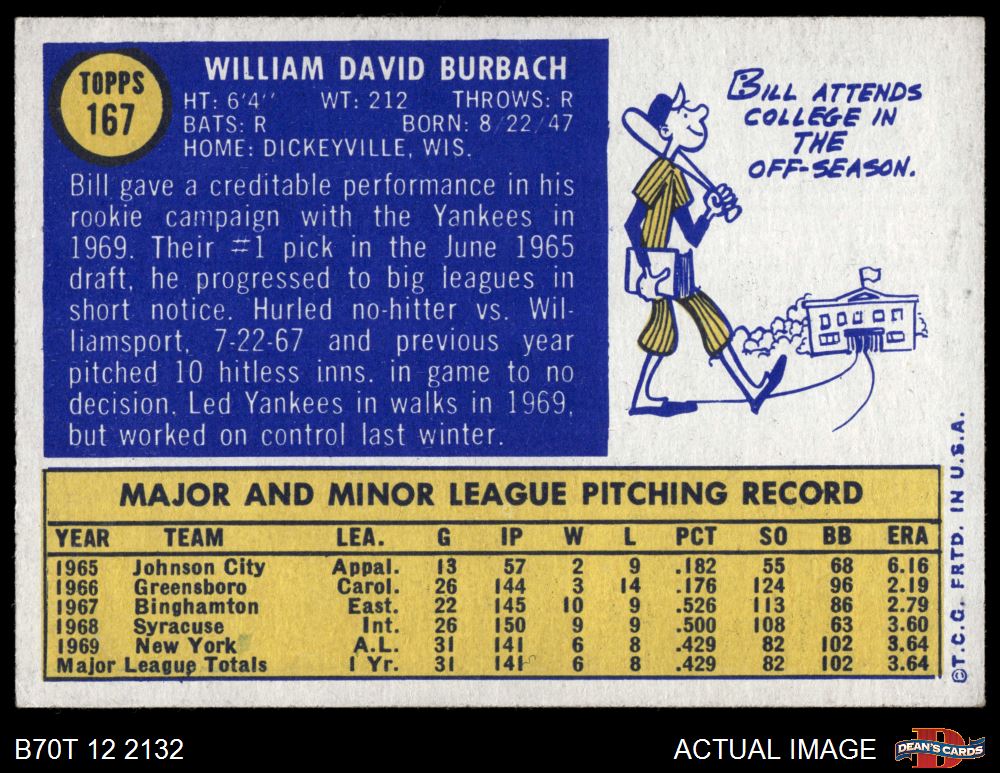 TOPPS
167
WILLIAM DAVID BURBACH
HT: 6'4'' WT: 212 THROWS: R
BATS: R BORN: 8/22/47
HOME: DICKEYVILLE, WIS.
Bill gave a creditable performance in his
rookie campaign with the Yankees in
1969. Their #1 pick in the June 1965
draft, he progressed to big leagues in
short notice. Hurled no-hitter vs. Wil-
liamsport, 7-22-67 and previous year
pitched 10 hitless inns. in game to no
decision. Led Yankees in walks in 1969,
but worked on control last winter.
BILL ATTENDS
COLLEGE IN
THE
OFF-SEASON.
MAJOR AND MINOR LEAGUE PITCHING RECORD
YEAR TEAM LEA. G IP W L PCT SO BB ERA
1965 Johnson City Appal. 13 57 2 9 .182 55 68 6.16
1966 Greensboro Carol. 26 144 3 14 .176 124 96 2.19
1967 Binghamton East. 22 145 10 9 .526 113 86 2.79
1968 Syracuse Int. 26 150 9 9 .500 108 63 3.60
1969 New York A.L. 31 141 6 8 .429 82 102 3.64
Major League Totals 1 Yr. 31 141 6 8 .429 82 102 3.64
©T.C.G. PRTD. IN U.S.A.
B70T 12 2132
ACTUAL IMAGE
DEAN'S CARDS